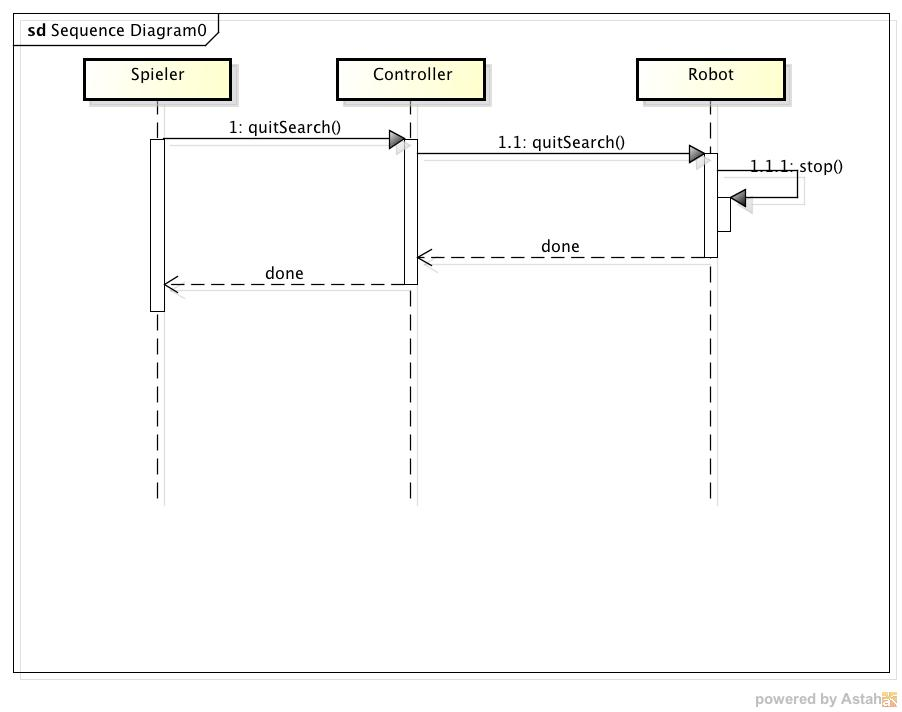 sd Sequence Diagram0
Spieler
Controller
Robot
1: quitSearch()
1.1: quitSearch()
1.1.1: stop()
done
done
powered by Astah